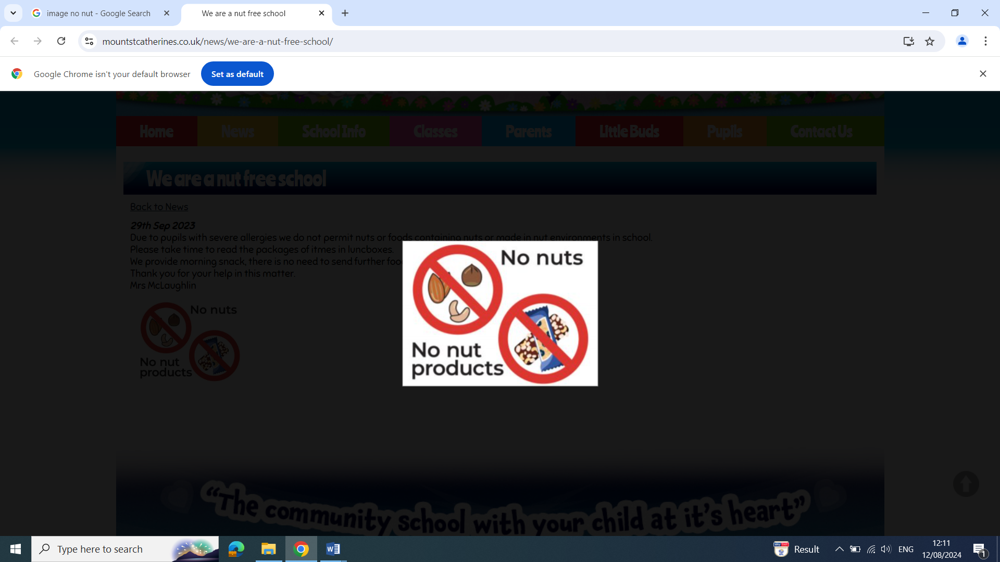 image no nut - Google Search
We are a nut free school
mountstcatherines.co.uk/news/we-are-a-nut-free-school/
Google Chrome isn't your default browser
Set as default
Home
News
School Info
Classes
Parents
Little Buds
Pupils
Contact Us
We are a nut free school
Back to News
29th Sep 2023
Due to pupils with severe allergies we do not permit nuts or foods containing nuts or made in nut environments in school.
Please take time to read the packages of itmes in luncboxes.
We provide morning snack, there is no need to send further foo
Thank you for your help in this matter.
Mrs McLaughlin
No nuts
No nut
products
No nuts
No nut
products
"The community school with your child at it's heart"
Type here to search
Result
ENG
12:11
12/08/2024
1